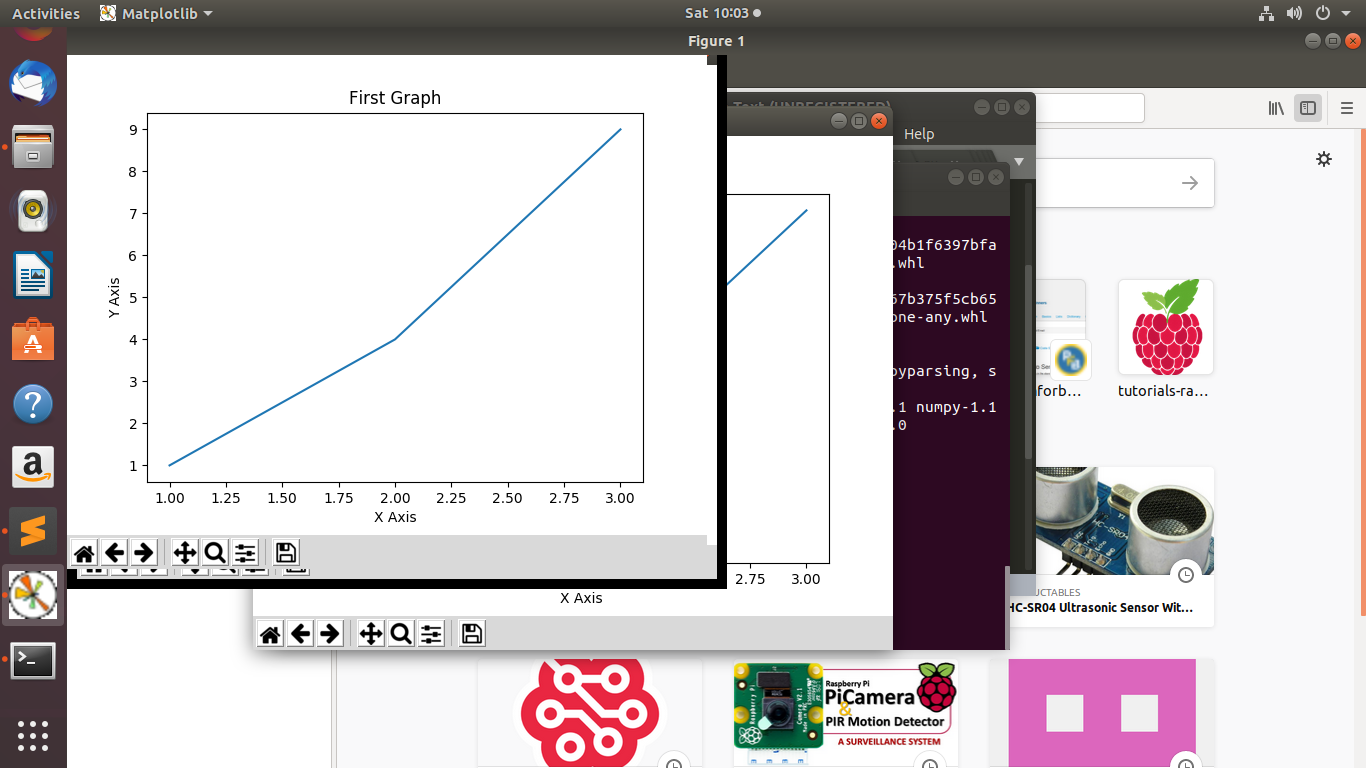 Activities
Matplotlib
Sat 10:03
Figure 1
First Graph
9
8
7
6
5
4
3
2
1
Y Axis
1.00 1.25 1.50 1.75 2.00 2.25 2.50 2.75 3.00
X Axis
2.75 3.00
X Axis
Text (UNREGISTERED)
Help
04b1f6397bfa
.whl
67b375f5cb65
one-any.whl
pyparsing, s
.1 numpy-1.1
.0
forb…
tutorials-ra…
HC-SR04
UCTABLES
HC-SR04 Ultrasonic Sensor Wit…
Raspberry Pi
PiCamera
&
PIR Motion Detector
A SURVEILLANCE SYSTEM